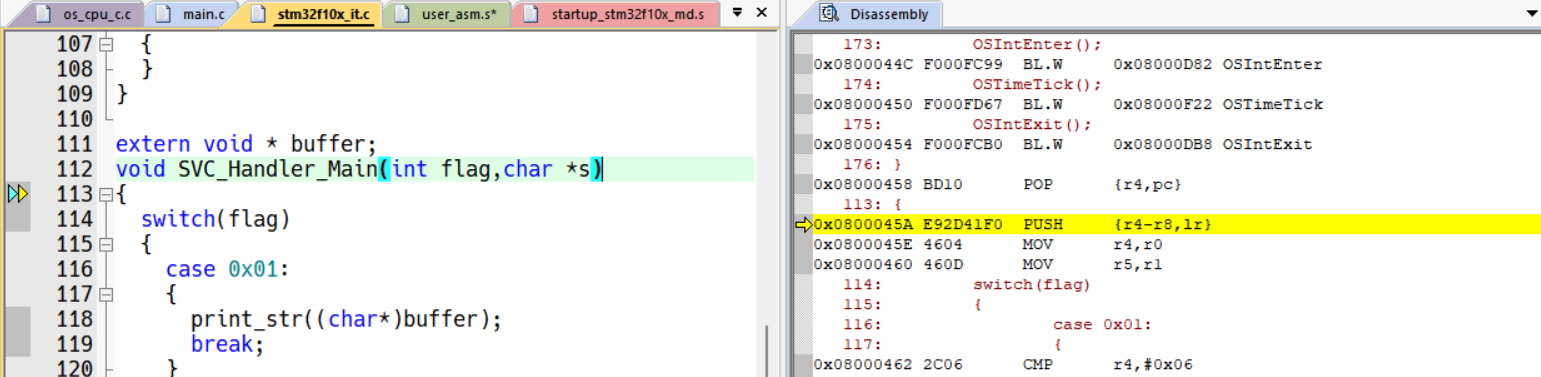 os_cpu_c.c main.c stm32f10x_it.c user_asm.s* startup_stm32f10x_md.s
107 {
108 }
109 }
110
111 extern void * buffer;
112 void SVC_Handler_Main(int flag,char *s)
113 {
114 switch(flag)
115 {
116 case 0x01:
117 {
118 print_str((char*)buffer);
119 break;
120 }
Disassembly
173: OSIntEnter();
0x0800044C F000FC99 BL.W 0x08000D82 OSIntEnter
174: OSTimeTick();
0x08000450 F000FD67 BL.W 0x08000F22 OSTimeTick
175: OSIntExit();
0x08000454 F000FCB0 BL.W 0x08000DB8 OSIntExit
176: }
0x08000458 BD10 POP {r4,pc}
113: {
0x0800045A E92D41F0 PUSH {r4-r8,lr}
0x0800045E 4604 MOV r4,r0
0x08000460 460D MOV r5,r1
114: switch(flag)
115: {
116: case 0x01:
117: {
0x08000462 2C06 CMP r4,#0x06